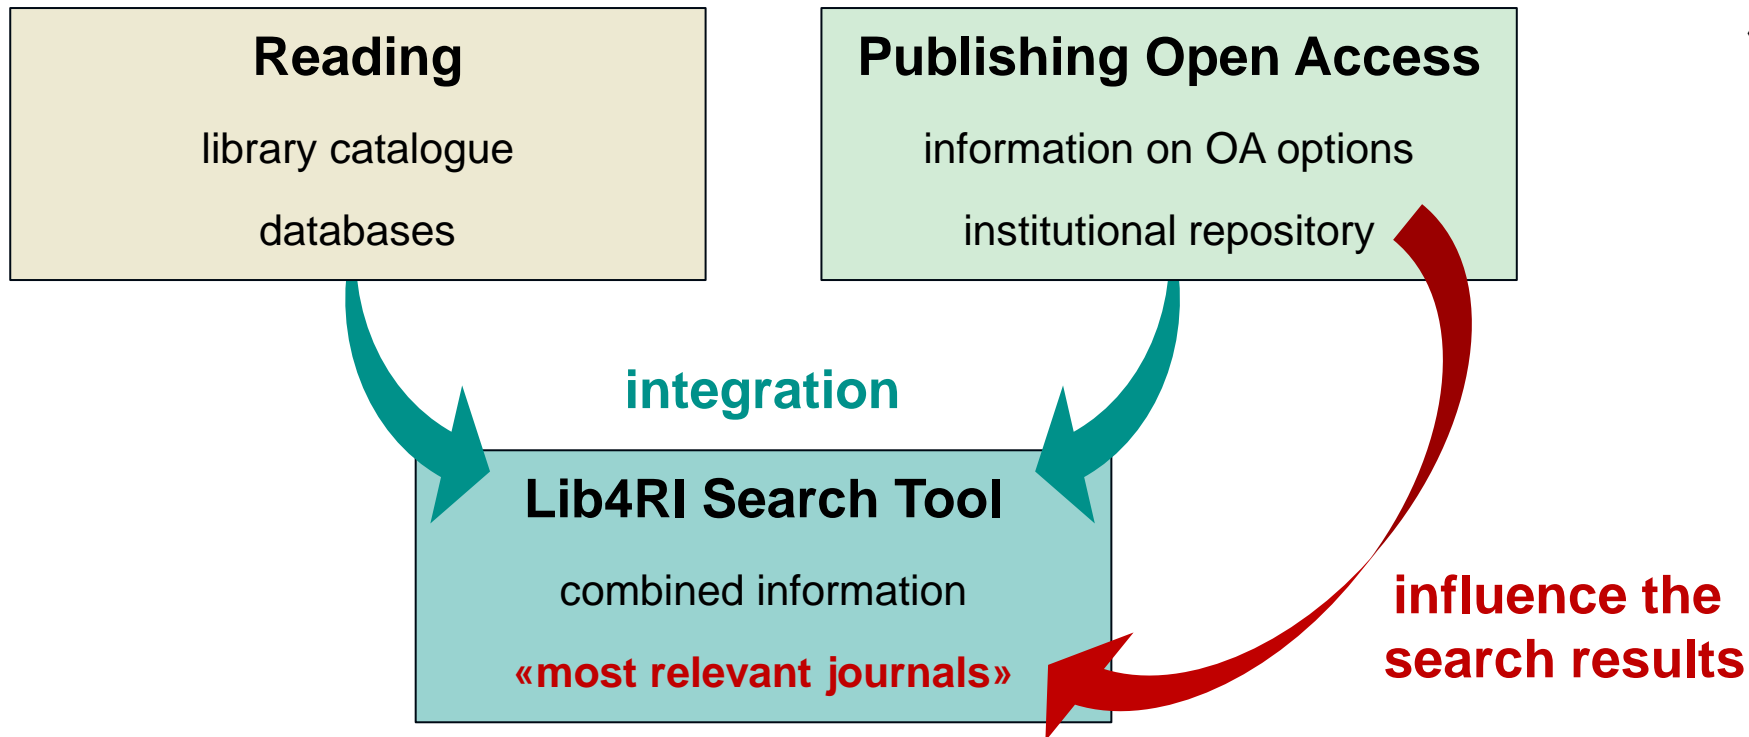 Reading
library catalogue
databases
Publishing Open Access
information on OA options
institutional repository
integration
Lib4RI Search Tool
combined information
«most relevant journals»
influence the
search results